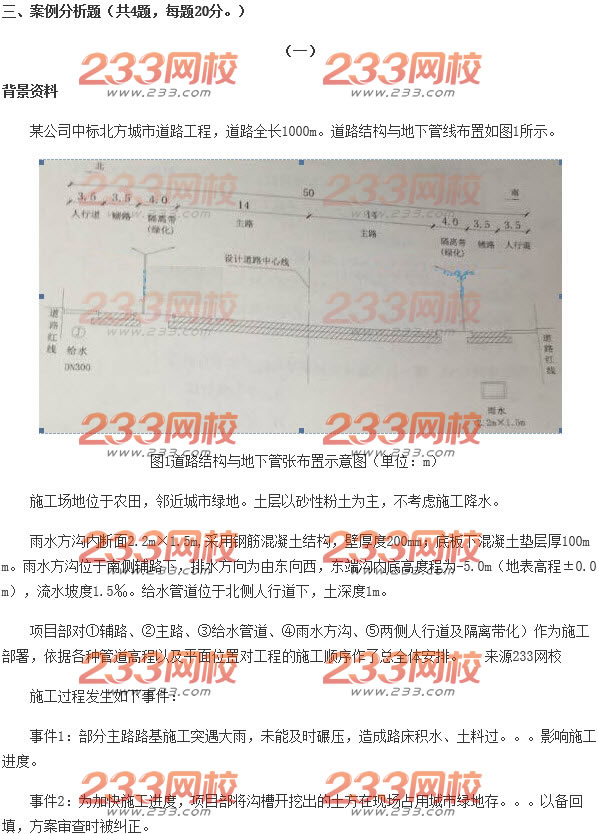 三、案例分析题（共4题，每题20分。）
（一）
背景资料
某公司中标北方城市道路工程，道路全长1000m。道路结构与地下管线布置如图1所示。
北
50
南
3.5 3.5 4.0 14 14 4.0 3.5 3.5
人行道 辅路 隔离带(绿化) 主路 主路 隔离带(绿化) 辅路 人行道
设计道路中心线
道路红线
①
给水
DN300
道路红线
雨水
2.2m×1.5m
图1道路结构与地下管张布置示意图（单位：m）
施工场地位于农田，邻近城市绿地。土层以砂性粉土为主，不考虑施工降水。
雨水方沟内断面2.2m×1.5m,采用钢筋混凝土结构，壁厚度200mm；底板下混凝土垫层厚100m
m。雨水方沟位于南侧辅路下，排水方向为由东向西，东端沟内底高度程为-5.0m（地表高程±0.0
m），流水坡度1.5‰。给水管道位于北侧人行道下，土深度1m。
项目部对①辅路、②主路、③给水管道、④雨水方沟、⑤两侧人行道及隔离带化）作为施工
部署，依据各种管道高程以及平面位置对工程的施工顺序作了总全体安排。 来源233网校
施工过程发生如下事件：
事件1：部分主路路基施工突遇大雨，未能及时碾压，造成路床积水、土料过。。。影响施工
进度。
事件2：为加快施工进度，项目部将沟槽开挖出的土方在现场占用城市绿地存。。。以备回
填，方案审查时被纠正。
233网校
www.233.com